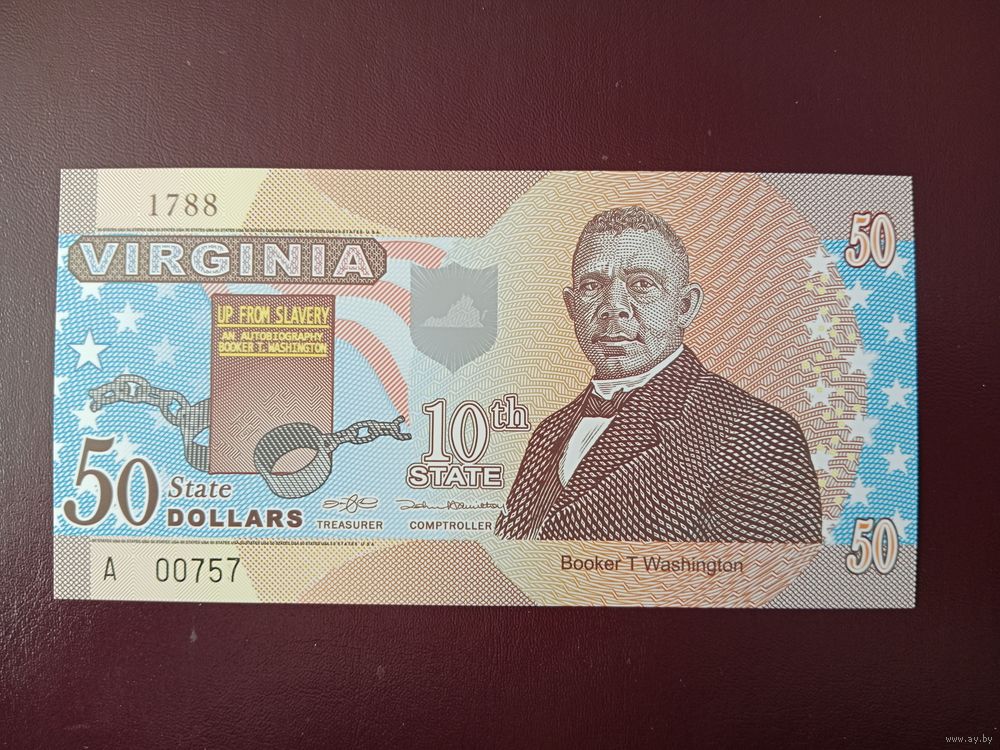 1788
VIRGINIA
UP FROM SLAVERY
AN AUTOBIOGRAPHY
BOOKER T. WASHINGTON
50
10th
STATE
50 State
DOLLARS
TREASURER
COMPTROLLER
50
A 00757
Booker T Washington
www.ay.by